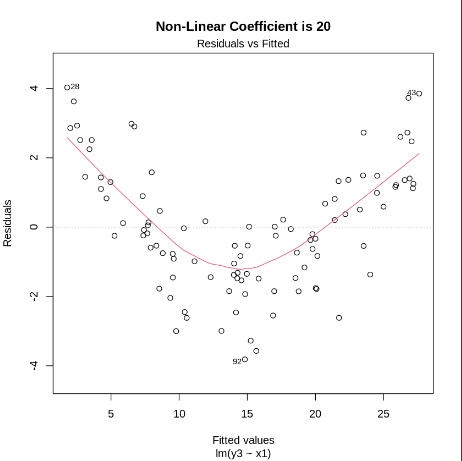 Non-Linear Coefficient is 20
Residuals vs Fitted
Residuals
4
2
0
-2
-4
28
43
92
5 10 15 20 25
Fitted values
lm(y3 ~ x1)